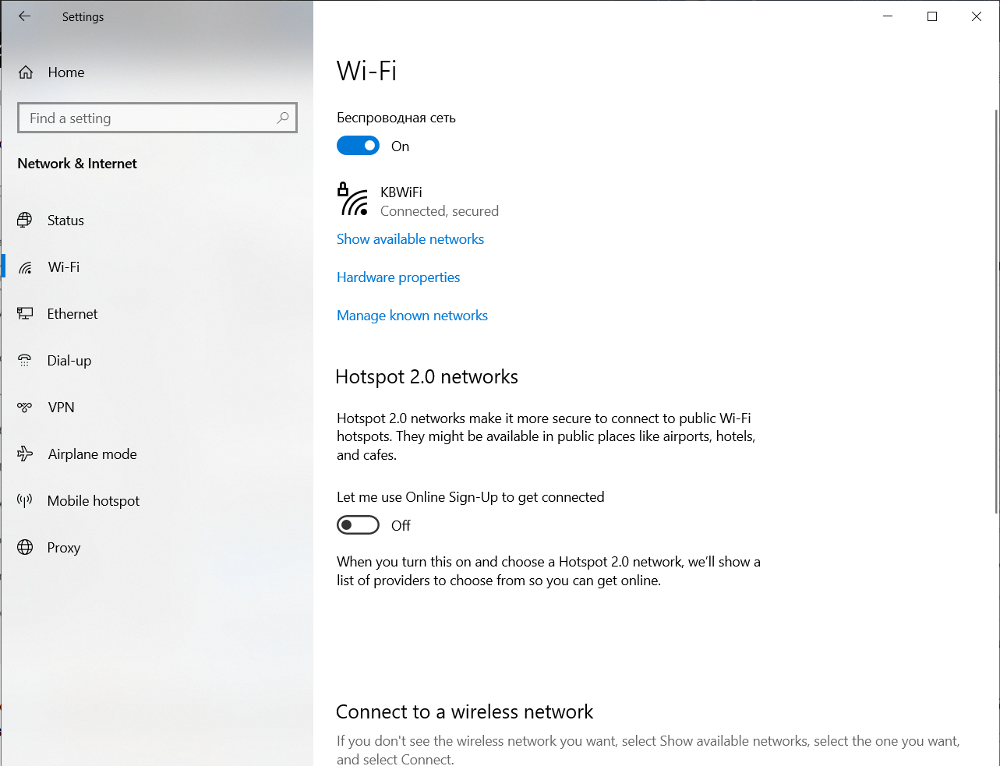 Settings
Home
Find a setting
Network & Internet
Status
Wi-Fi
Ethernet
Dial-up
VPN
Airplane mode
Mobile hotspot
Proxy
Wi-Fi
Беспроводная сеть
On
KBWiFi
Connected, secured
Show available networks
Hardware properties
Manage known networks
Hotspot 2.0 networks
Hotspot 2.0 networks make it more secure to connect to public Wi-Fi
hotspots. They might be available in public places like airports, hotels,
and cafes.
Let me use Online Sign-Up to get connected
Off
When you turn this on and choose a Hotspot 2.0 network, we’ll show a
list of providers to choose from so you can get online.
Connect to a wireless network
If you don't see the wireless network you want, select Show available networks, select the one you want,
and select Connect.